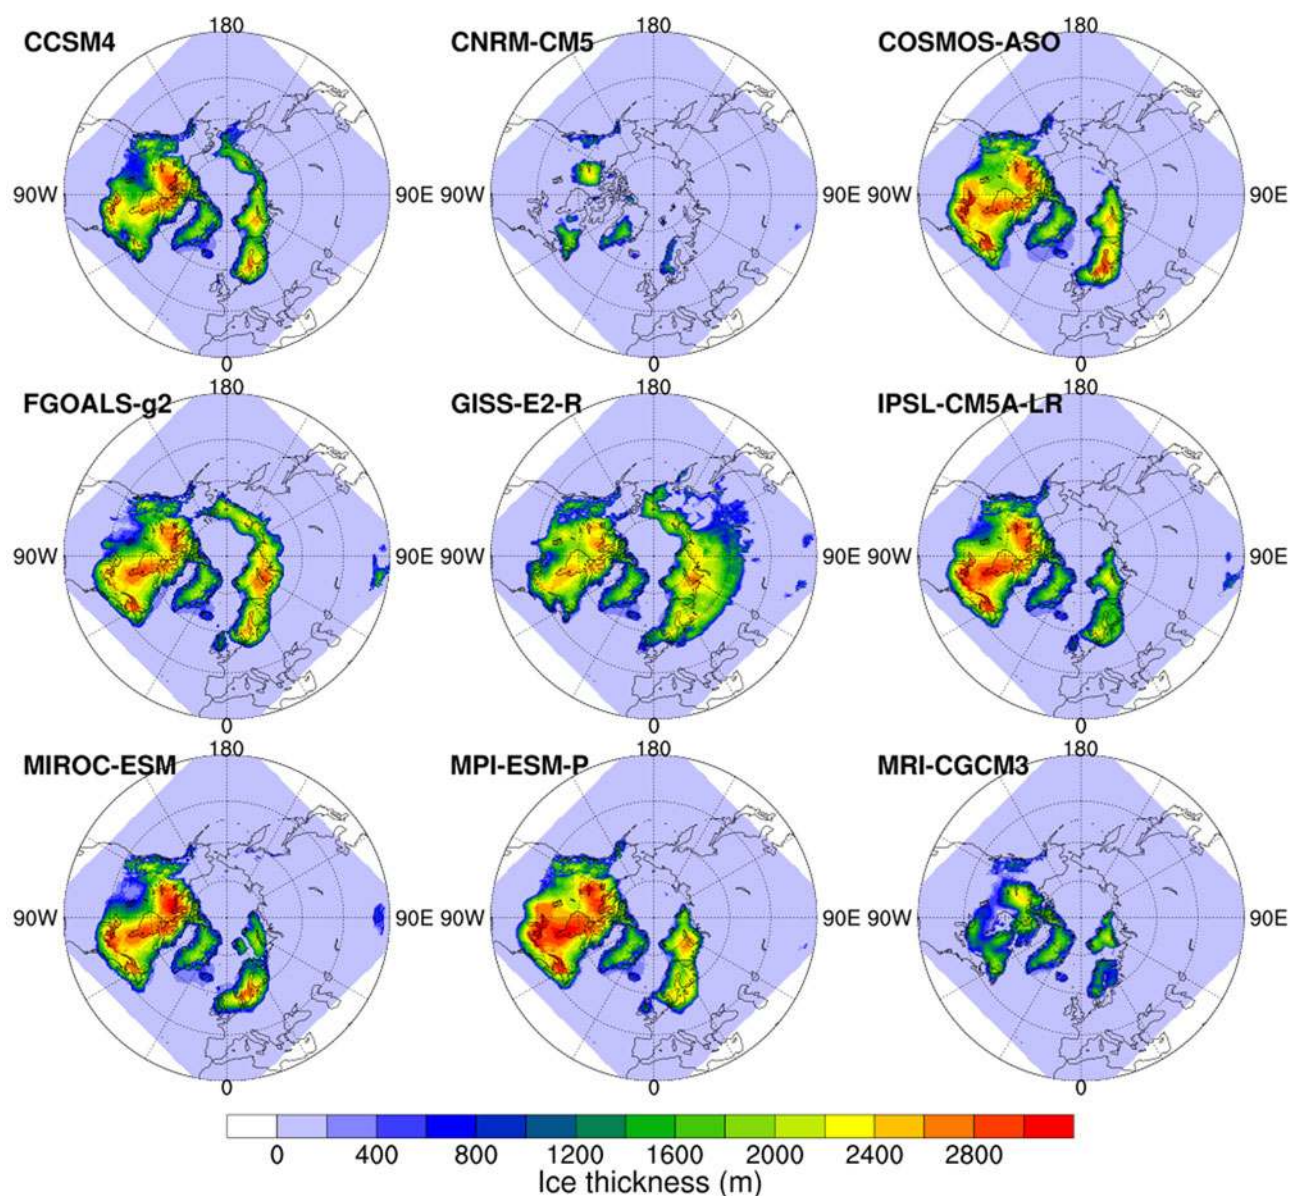 180 180 180
CCSM4 CNRM-CM5 COSMOS-ASO
90W 90E 90W 90E 90W 90E
0 0 0
180 180 180
FGOALS-g2 GISS-E2-R IPSL-CM5A-LR
90W 90E 90W 90E 90W 90E
0 0 0
180 180 180
MIROC-ESM MPI-ESM-P MRI-CGCM3
90W 90E 90W 90E 90W 90E
0 0 0
0 400 800 1200 1600 2000 2400 2800
Ice thickness (m)